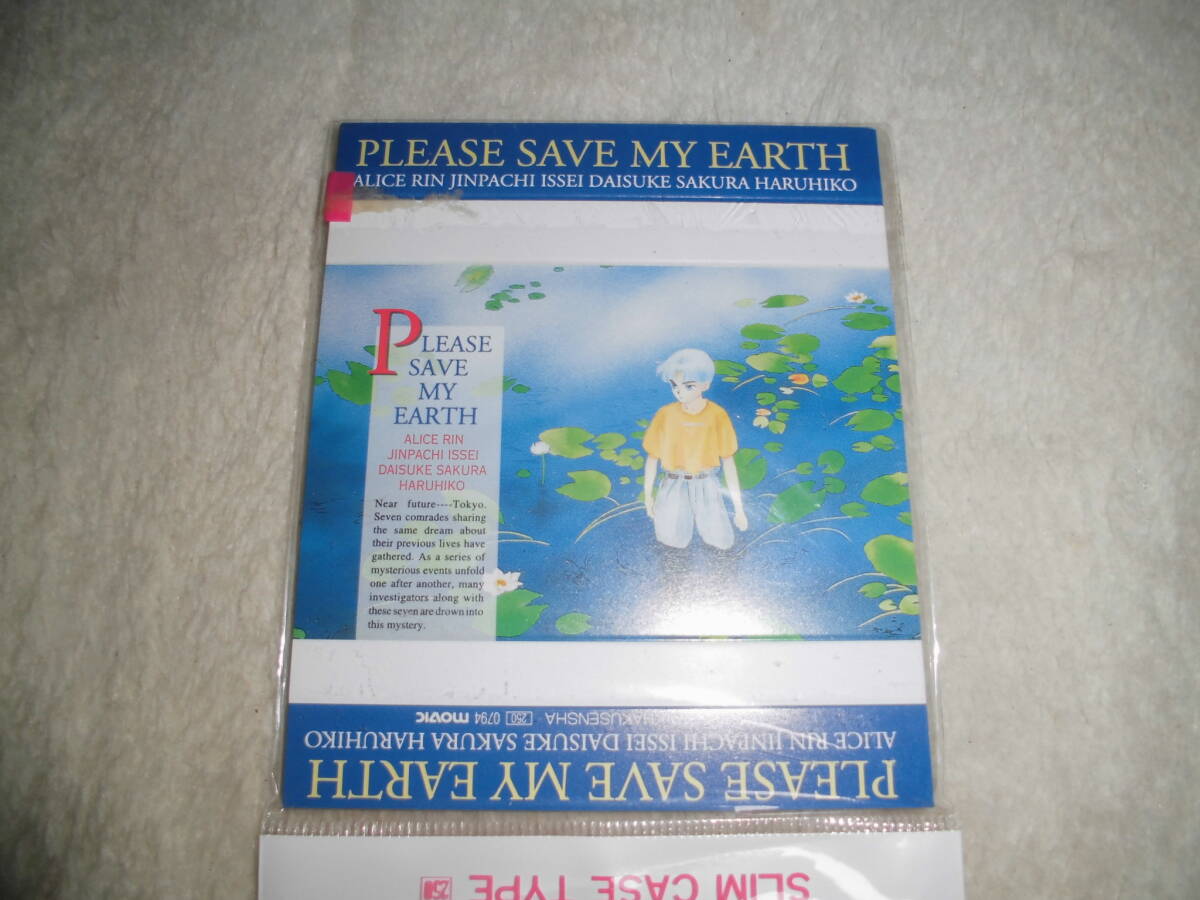 PLEASE SAVE MY EARTH
ALICE RIN JINPACHI ISSEI DAISUKE SAKURA HARUHIKO
PLEASE
SAVE
MY
EARTH
ALICE RIN
JINPACHI ISSEI
DAISUKE SAKURA
HARUHIKO
Near future----Tokyo.
Seven comrades sharing
the same dream about
their previous lives have
gathered. As a series of
mysterious events unfold
one after another, many
investigators along with
these seven are drown into
this mystery.
PLEASE SAVE MY EARTH
ALICE RIN JINPACHI ISSEI DAISUKE SAKURA HARUHIKO
HAKUSENSHA 250 0794 movic
SLIM CASE TYPE